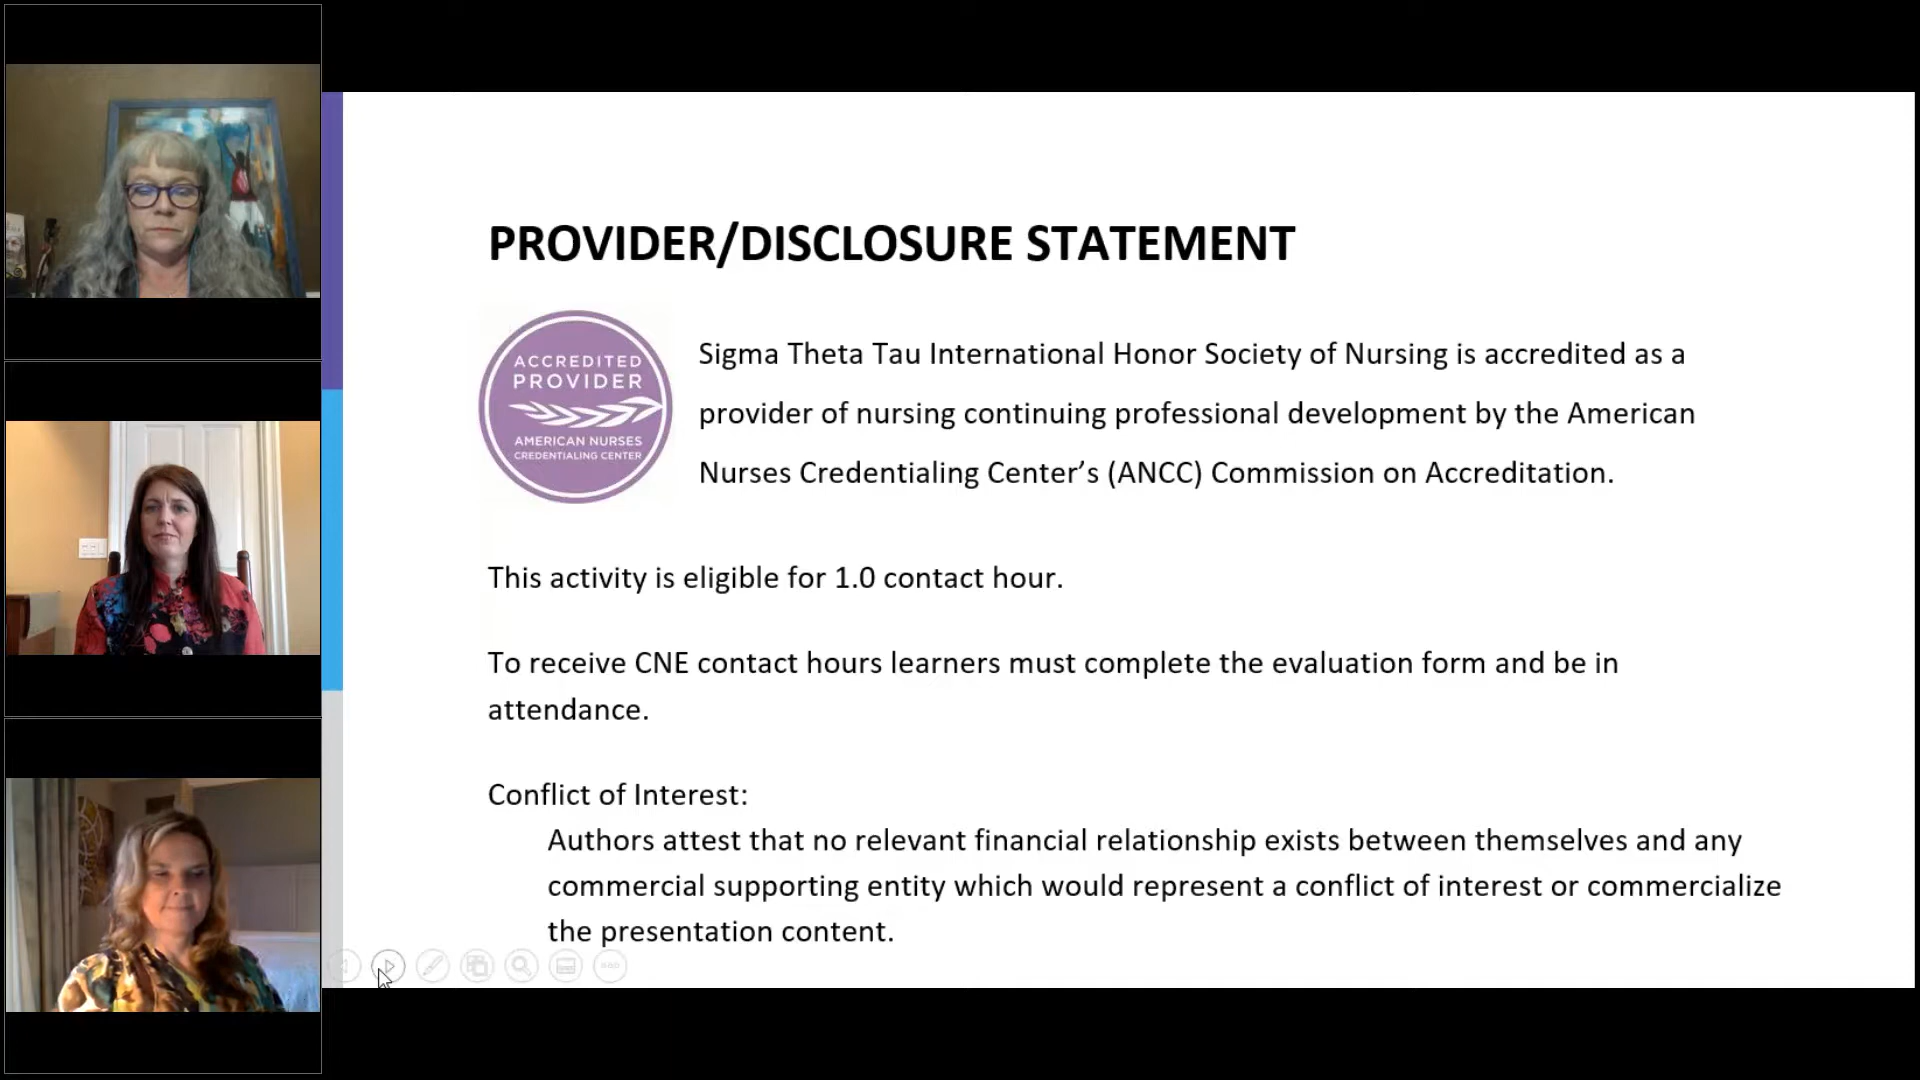 PROVIDER/DISCLOSURE STATEMENT
ACCREDITED
PROVIDER
AMERICAN NURSES
CREDENTIALING CENTER
Sigma Theta Tau International Honor Society of Nursing is accredited as a
provider of nursing continuing professional development by the American
Nurses Credentialing Center’s (ANCC) Commission on Accreditation.
This activity is eligible for 1.0 contact hour.
To receive CNE contact hours learners must complete the evaluation form and be in
attendance.
Conflict of Interest:
Authors attest that no relevant financial relationship exists between themselves and any
commercial supporting entity which would represent a conflict of interest or commercialize
the presentation content.